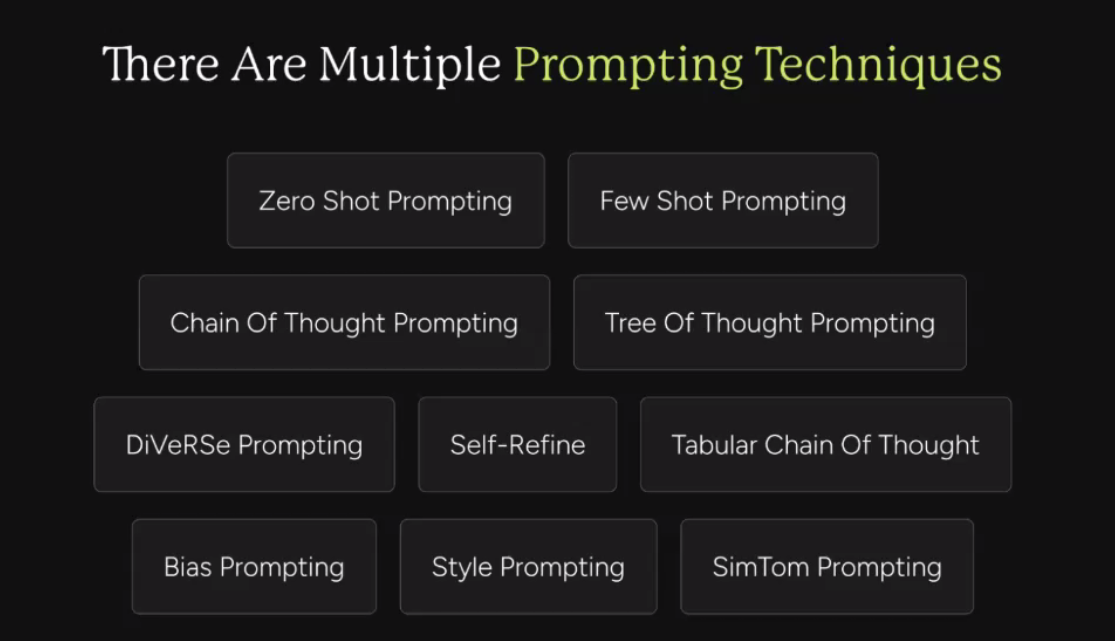 There Are Multiple Prompting Techniques
Zero Shot Prompting
Few Shot Prompting
Chain Of Thought Prompting
Tree Of Thought Prompting
DiVeRSe Prompting
Self-Refine
Tabular Chain Of Thought
Bias Prompting
Style Prompting
SimTom Prompting